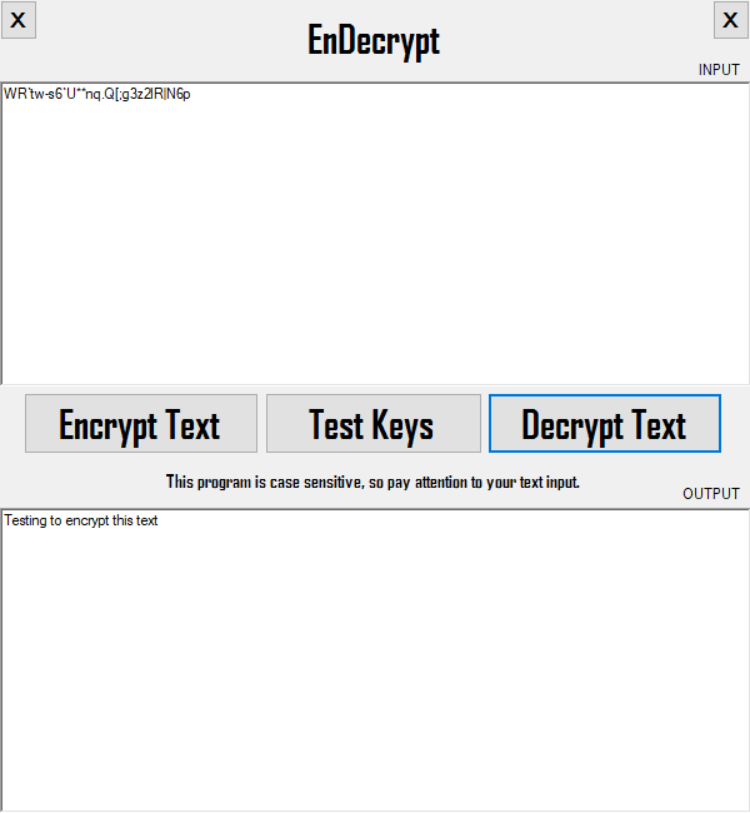 X
EnDecrypt
X
INPUT
WR'tw-s6'U**nq.Q[;g3z2IR|N6p
Encrypt Text
Test Keys
Decrypt Text
This program is case sensitive, so pay attention to your text input.
OUTPUT
Testing to encrypt this text